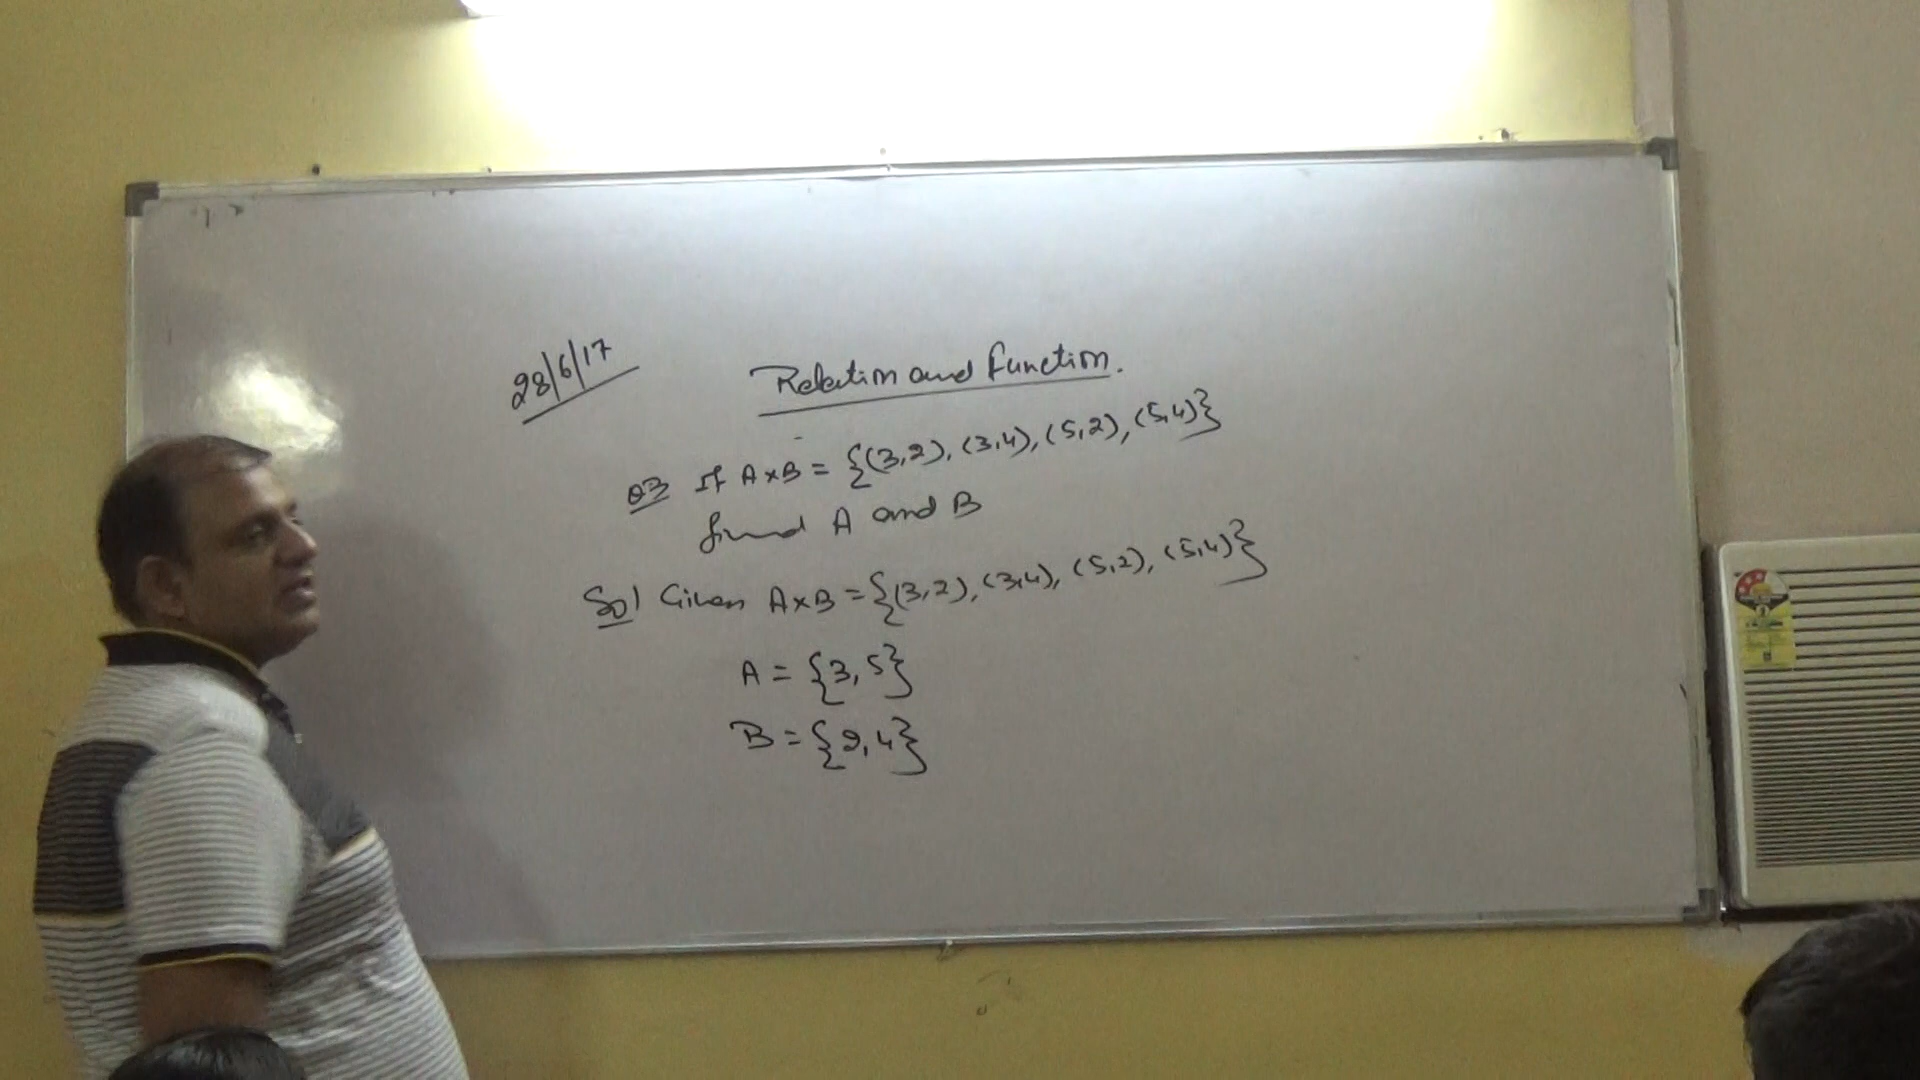 28/6/17
Relation and Function.
Q3 If A×B = {(3,2), (3,4), (5,2), (5,4)}
find A and B
Sol Given A×B = {(3,2), (3,4), (5,2), (5,4)}
A = {3,5}
B = {2,4}